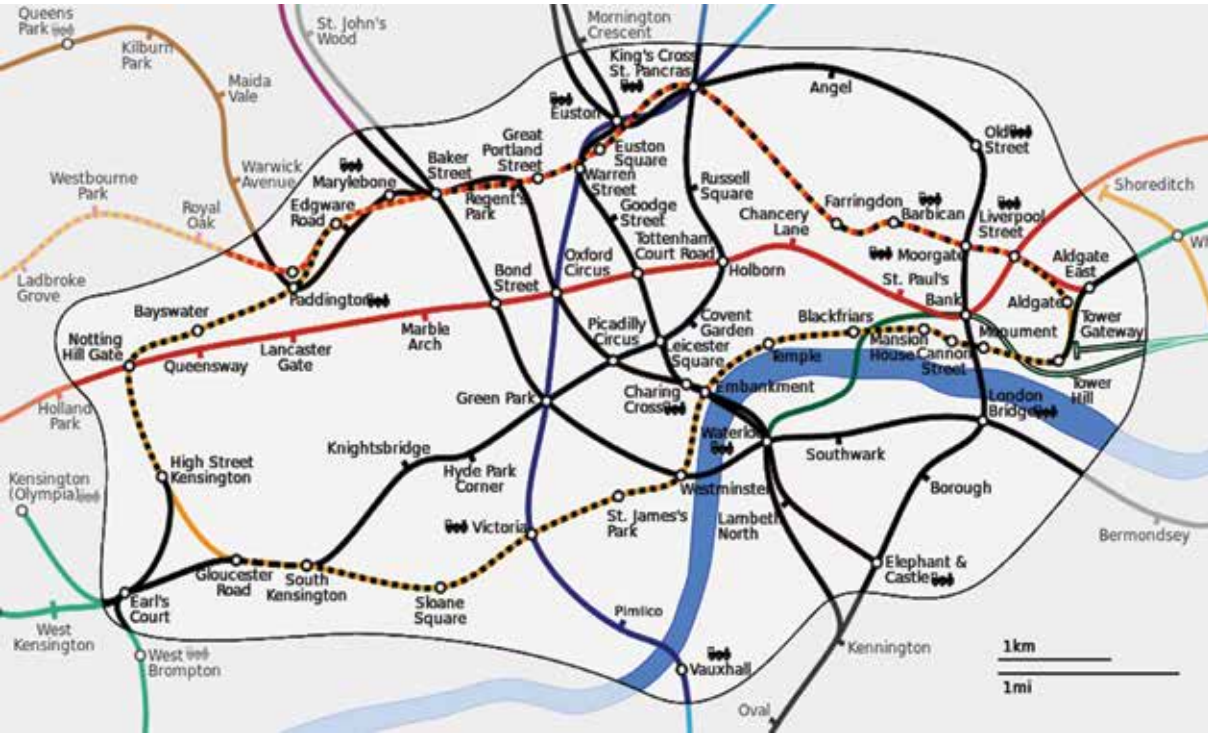 Queens
Park
Kilburn
Park
Maida
Vale
St. John's
Wood
Mornington
Crescent
King's Cross
St. Pancras
Angel
Euston
Old
Street
Great
Portland
Street
Euston
Square
Warren
Street
Baker
Street
Regent's
Park
Marylebone
Edgware
Road
Warwick
Avenue
Westbourne
Park
Royal
Oak
Ladbroke
Grove
Russell
Square
Goodge
Street
Chancery
Lane
Farringdon
Barbican
Liverpool
Street
Shoreditch
Wh
Moorgate
Aldgate
East
Tottenham
Court Road
Holborn
Oxford
Circus
Bond
Street
St. Paul's
Bank
Aldgate
Tower
Gateway
Paddington
Bayswater
Notting
Hill Gate
Queensway
Lancaster
Gate
Marble
Arch
Picadilly
Circus
Covent
Garden
Leicester
Square
Blackfriars
Temple
Mansion
House
Cannon
Street
Monument
Tower
Hill
Holland
Park
Green Park
Charing
Cross
Embankment
London
Bridge
Waterloo
Southwark
Knightsbridge
Hyde Park
Corner
High Street
Kensington
Kensington
(Olympia)
Westminster
Borough
Victoria
St. James's
Park
Lambeth
North
Bermondsey
Gloucester
Road
South
Kensington
Sloane
Square
Elephant &
Castle
Earl's
Court
West
Kensington
West
Brompton
Pimlico
Vauxhall
Kennington
Oval
1km
1mi